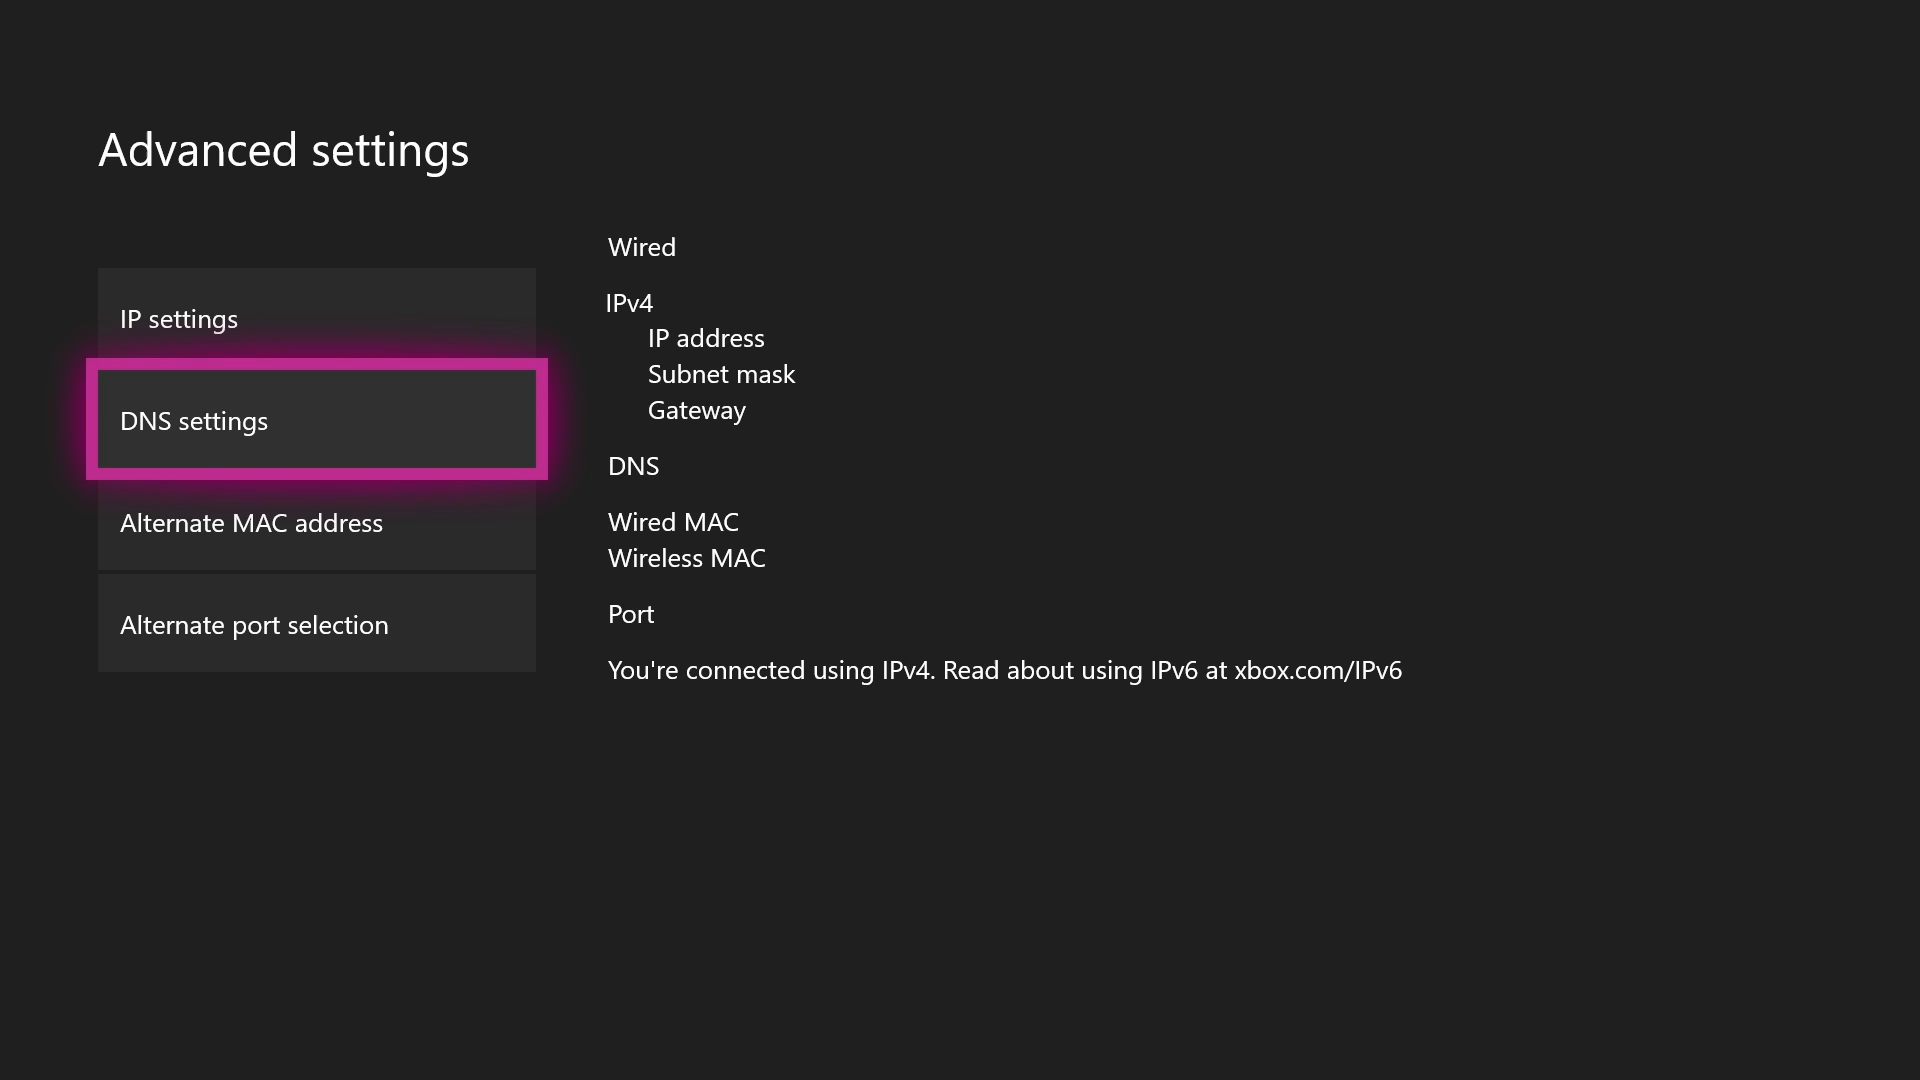 Advanced settings
IP settings
DNS settings
Alternate MAC address
Alternate port selection
Wired
IPv4
IP address
Subnet mask
Gateway
DNS
Wired MAC
Wireless MAC
Port
You're connected using IPv4. Read about using IPv6 at xbox.com/IPv6